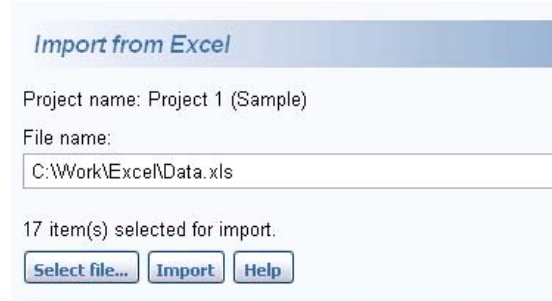 Import from Excel
Project name: Project 1 (Sample)
File name:
C:\Work\Excel\Data.xls
17 item(s) selected for import.
Select file... Import Help